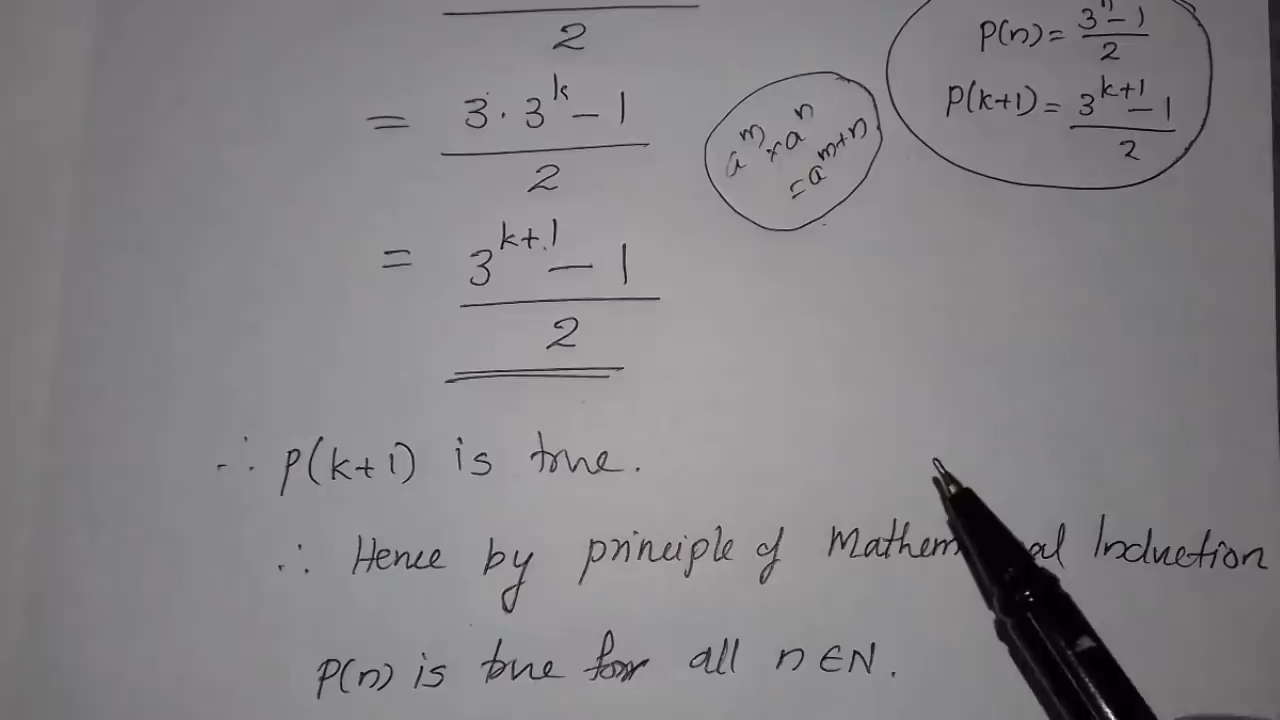 2
= 3 · 3^k − 1 / 2
= 3^(k+1) − 1 / 2
a^m × a^n
= a^(m+n)
P(n) = 3^n − 1 / 2
P(k+1) = 3^(k+1) − 1 / 2
∴ P(k+1) is true.
∴ Hence by principle of Mathem al Induction
P(n) is true for all n ∈ N.